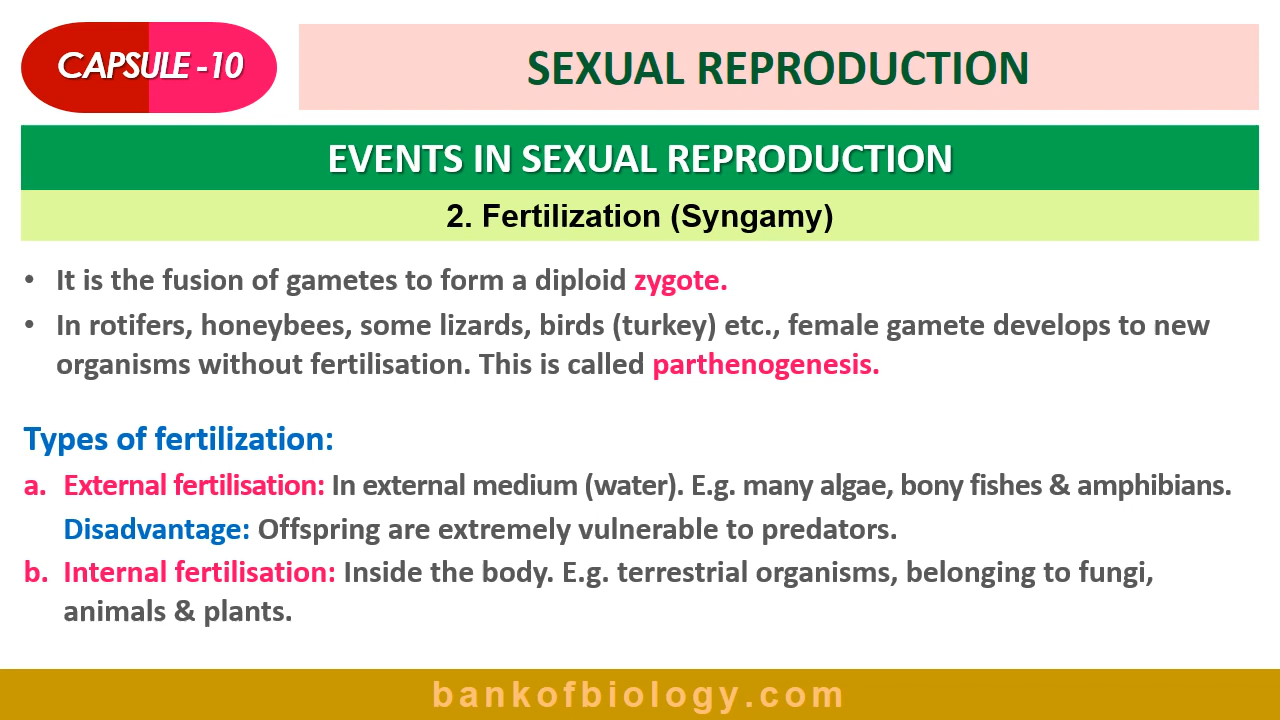 CAPSULE -10
SEXUAL REPRODUCTION
EVENTS IN SEXUAL REPRODUCTION
2. Fertilization (Syngamy)
• It is the fusion of gametes to form a diploid zygote.
• In rotifers, honeybees, some lizards, birds (turkey) etc., female gamete develops to new
organisms without fertilisation. This is called parthenogenesis.
Types of fertilization:
a. External fertilisation: In external medium (water). E.g. many algae, bony fishes & amphibians.
Disadvantage: Offspring are extremely vulnerable to predators.
b. Internal fertilisation: Inside the body. E.g. terrestrial organisms, belonging to fungi,
animals & plants.
bankofbiology.com